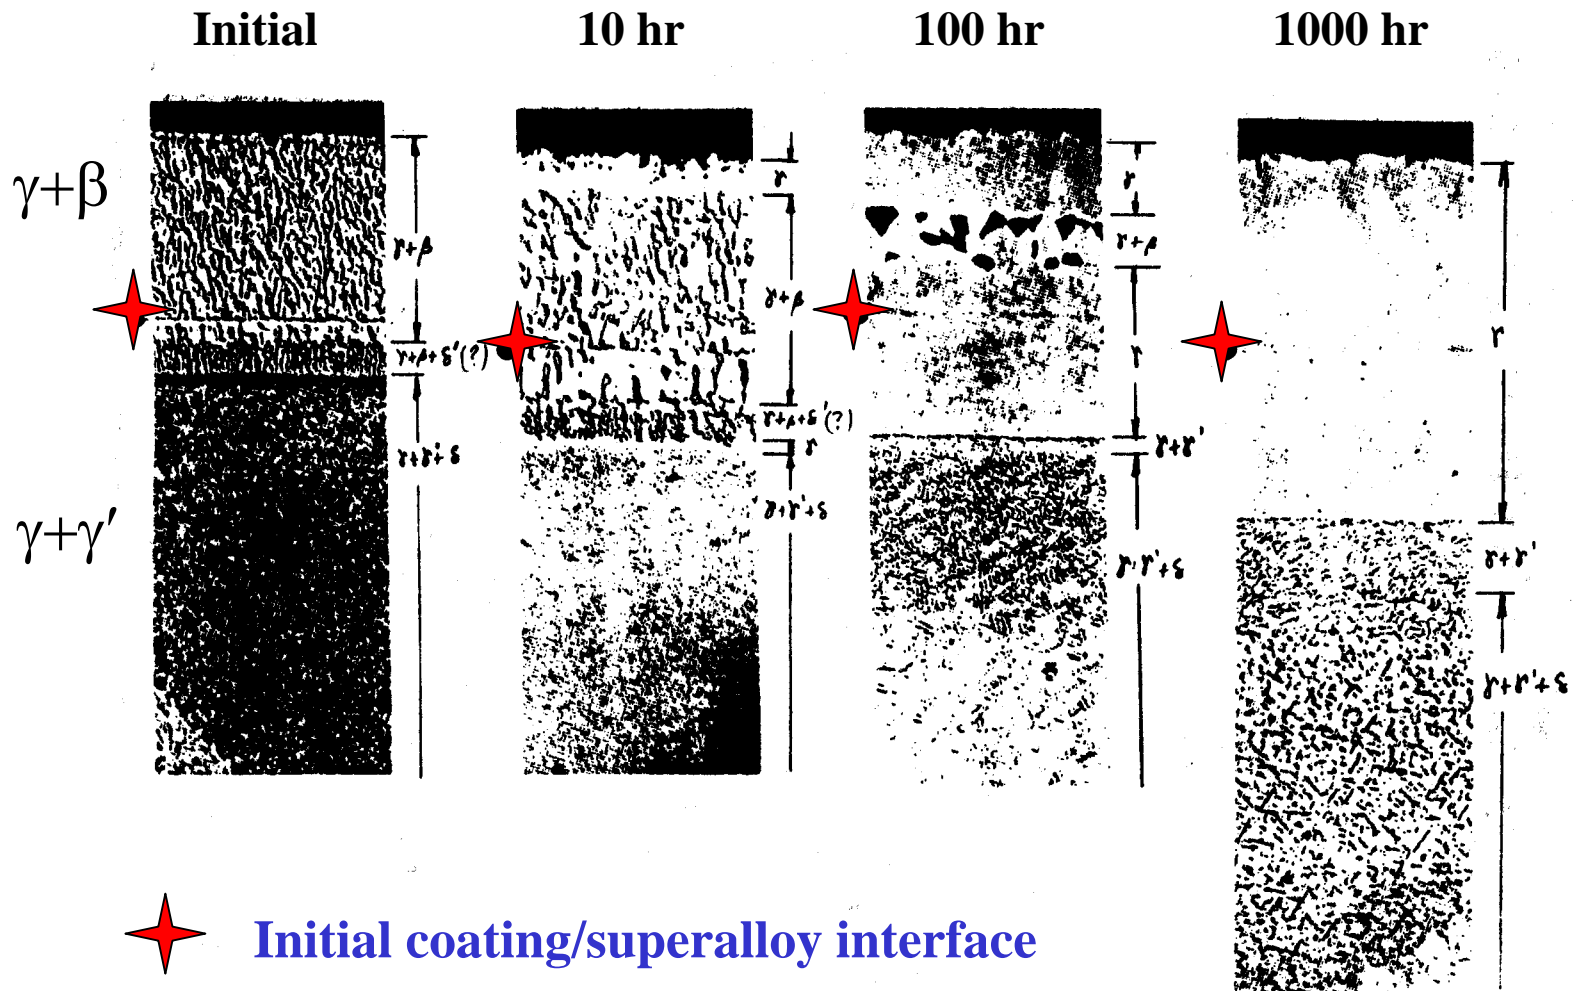 Initial
10 hr
100 hr
1000 hr
γ+β
γ+γ′
γ+β
γ+β+δ'(?)
γ+γ'+δ
γ
γ+β
γ+β+δ'(?)
γ
γ+γ'+δ
γ
γ+β
γ
γ+γ'
γ+γ'+δ
γ
γ+γ'
γ+γ'+δ
Initial coating/superalloy interface